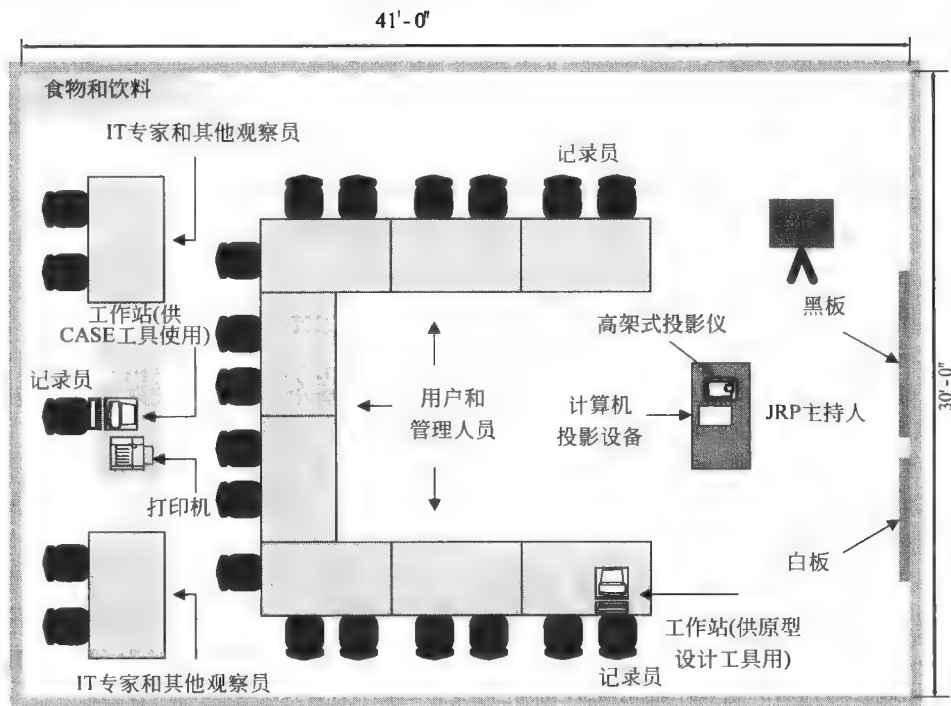 41'-0"
食物和饮料
IT专家和其他观察员
记录员
工作站(供
CASE工具使用)
记录员
打印机
IT专家和其他观察员
用户和
管理人员
高架式投影仪
计算机
投影设备
JRP主持人
黑板
30'-0"
白板
工作站(供原型
设计工具用)
记录员